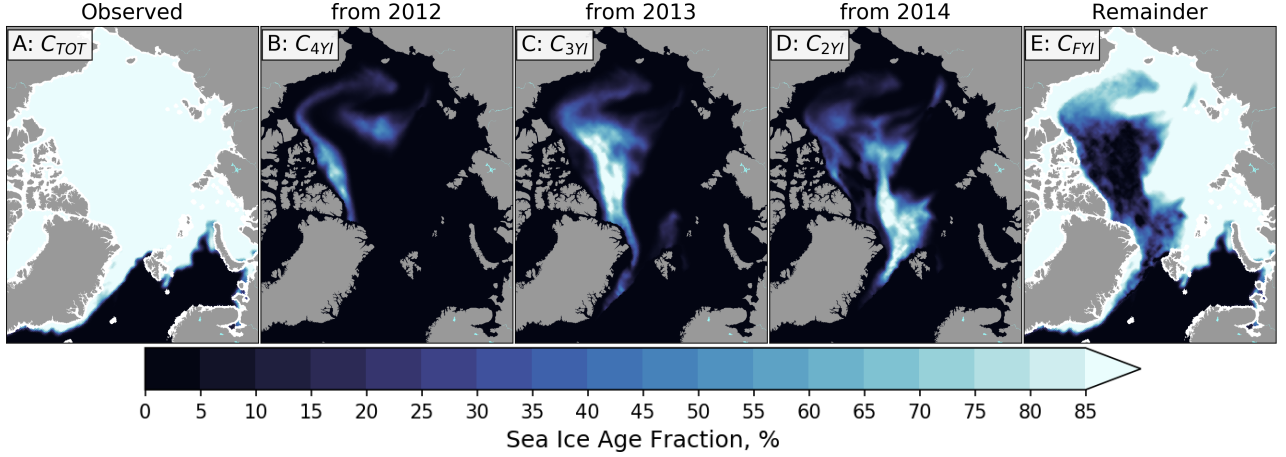 Observed
from 2012
from 2013
from 2014
Remainder
A: C_TOT
B: C_4YI
C: C_3YI
D: C_2YI
E: C_FYI
0 5 10 15 20 25 30 35 40 45 50 55 60 65 70 75 80 85
Sea Ice Age Fraction, %